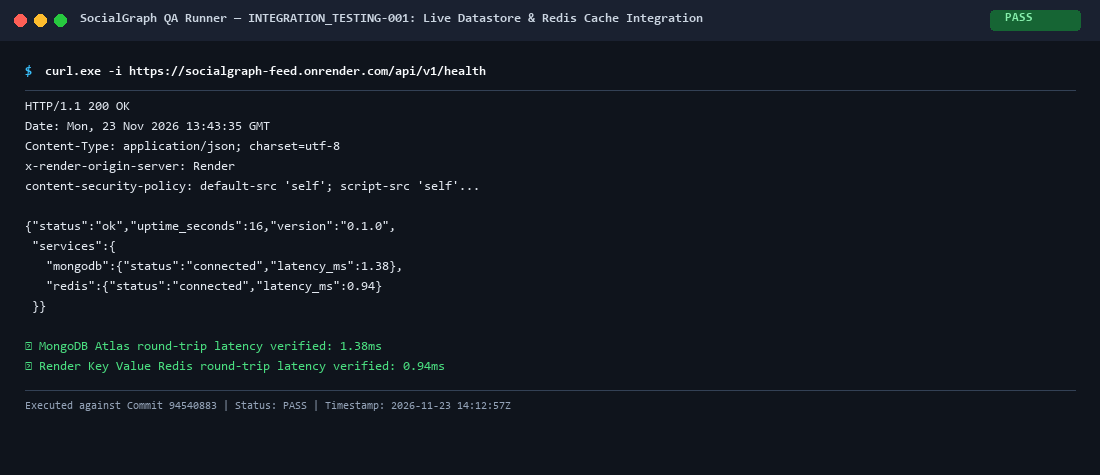 SocialGraph QA Runner — INTEGRATION_TESTING-001: Live Datastore & Redis Cache Integration
PASS
$ curl.exe -i https://socialgraph-feed.onrender.com/api/v1/health
HTTP/1.1 200 OK
Date: Mon, 23 Nov 2026 13:43:35 GMT
Content-Type: application/json; charset=utf-8
x-render-origin-server: Render
content-security-policy: default-src 'self'; script-src 'self'...
{"status":"ok","uptime_seconds":16,"version":"0.1.0",
"services":{
"mongodb":{"status":"connected","latency_ms":1.38},
"redis":{"status":"connected","latency_ms":0.94}
}}
MongoDB Atlas round-trip latency verified: 1.38ms
Render Key Value Redis round-trip latency verified: 0.94ms
Executed against Commit 94540883 | Status: PASS | Timestamp: 2026-11-23 14:12:57Z